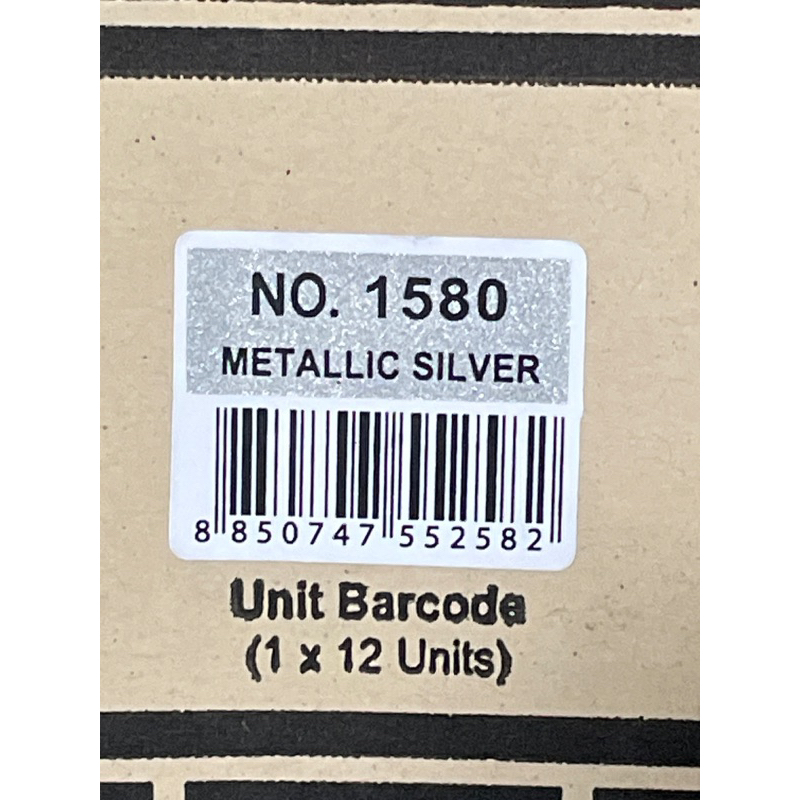 NO. 1580
METALLIC SILVER
8 850747 552582
Unit Barcode
(1 x 12 Units)